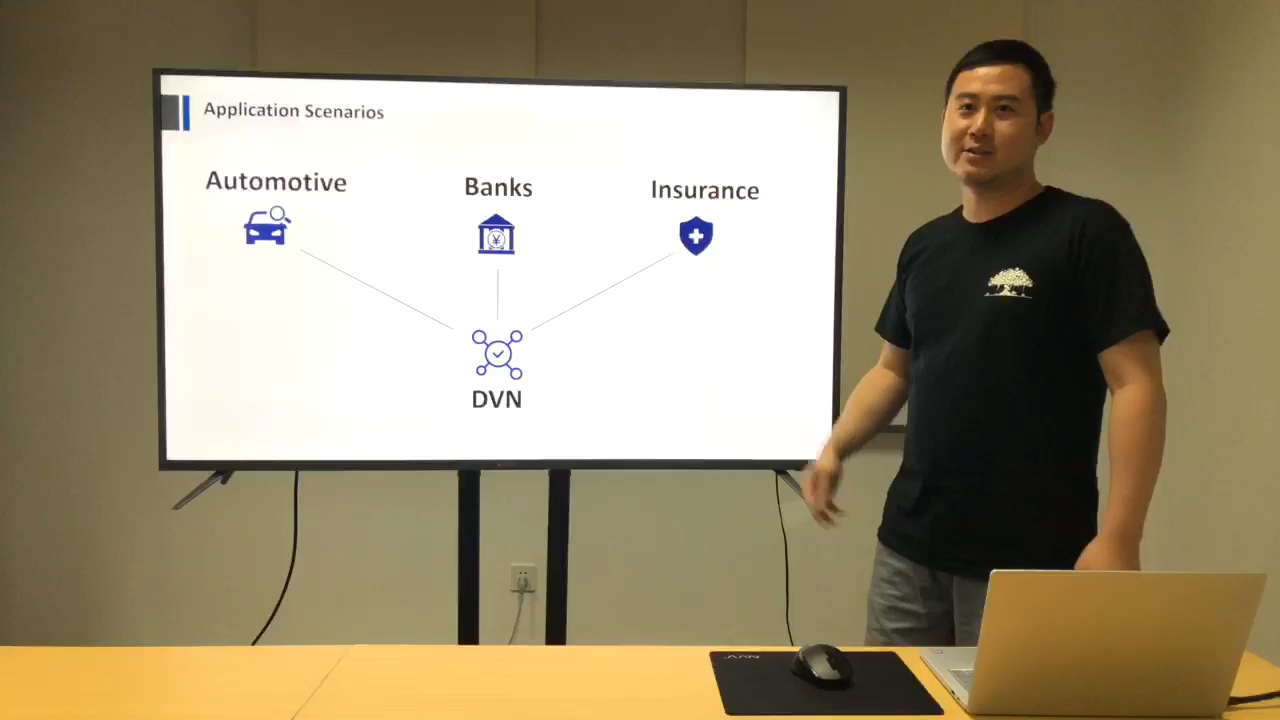 Application Scenarios
Automotive
Banks
Insurance
¥
DVN